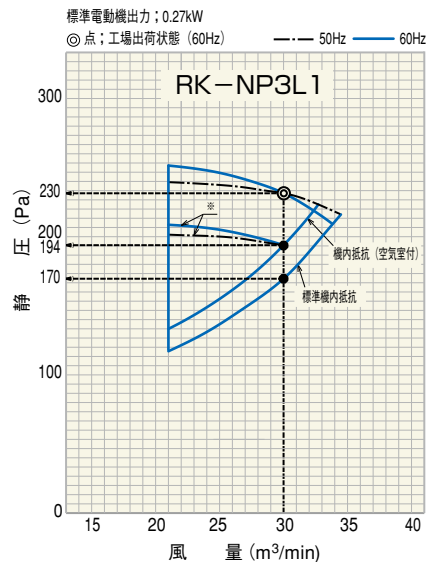 標準電動機出力；0.27kW
◎点；工場出荷状態（60Hz） 50Hz 60Hz
RK−NP3L1
300
230
200
194
170
100
0
静圧 (Pa)
※
機内抵抗（空気室付）
標準機内抵抗
15 20 25 30 35 40
風量 (m³/min)